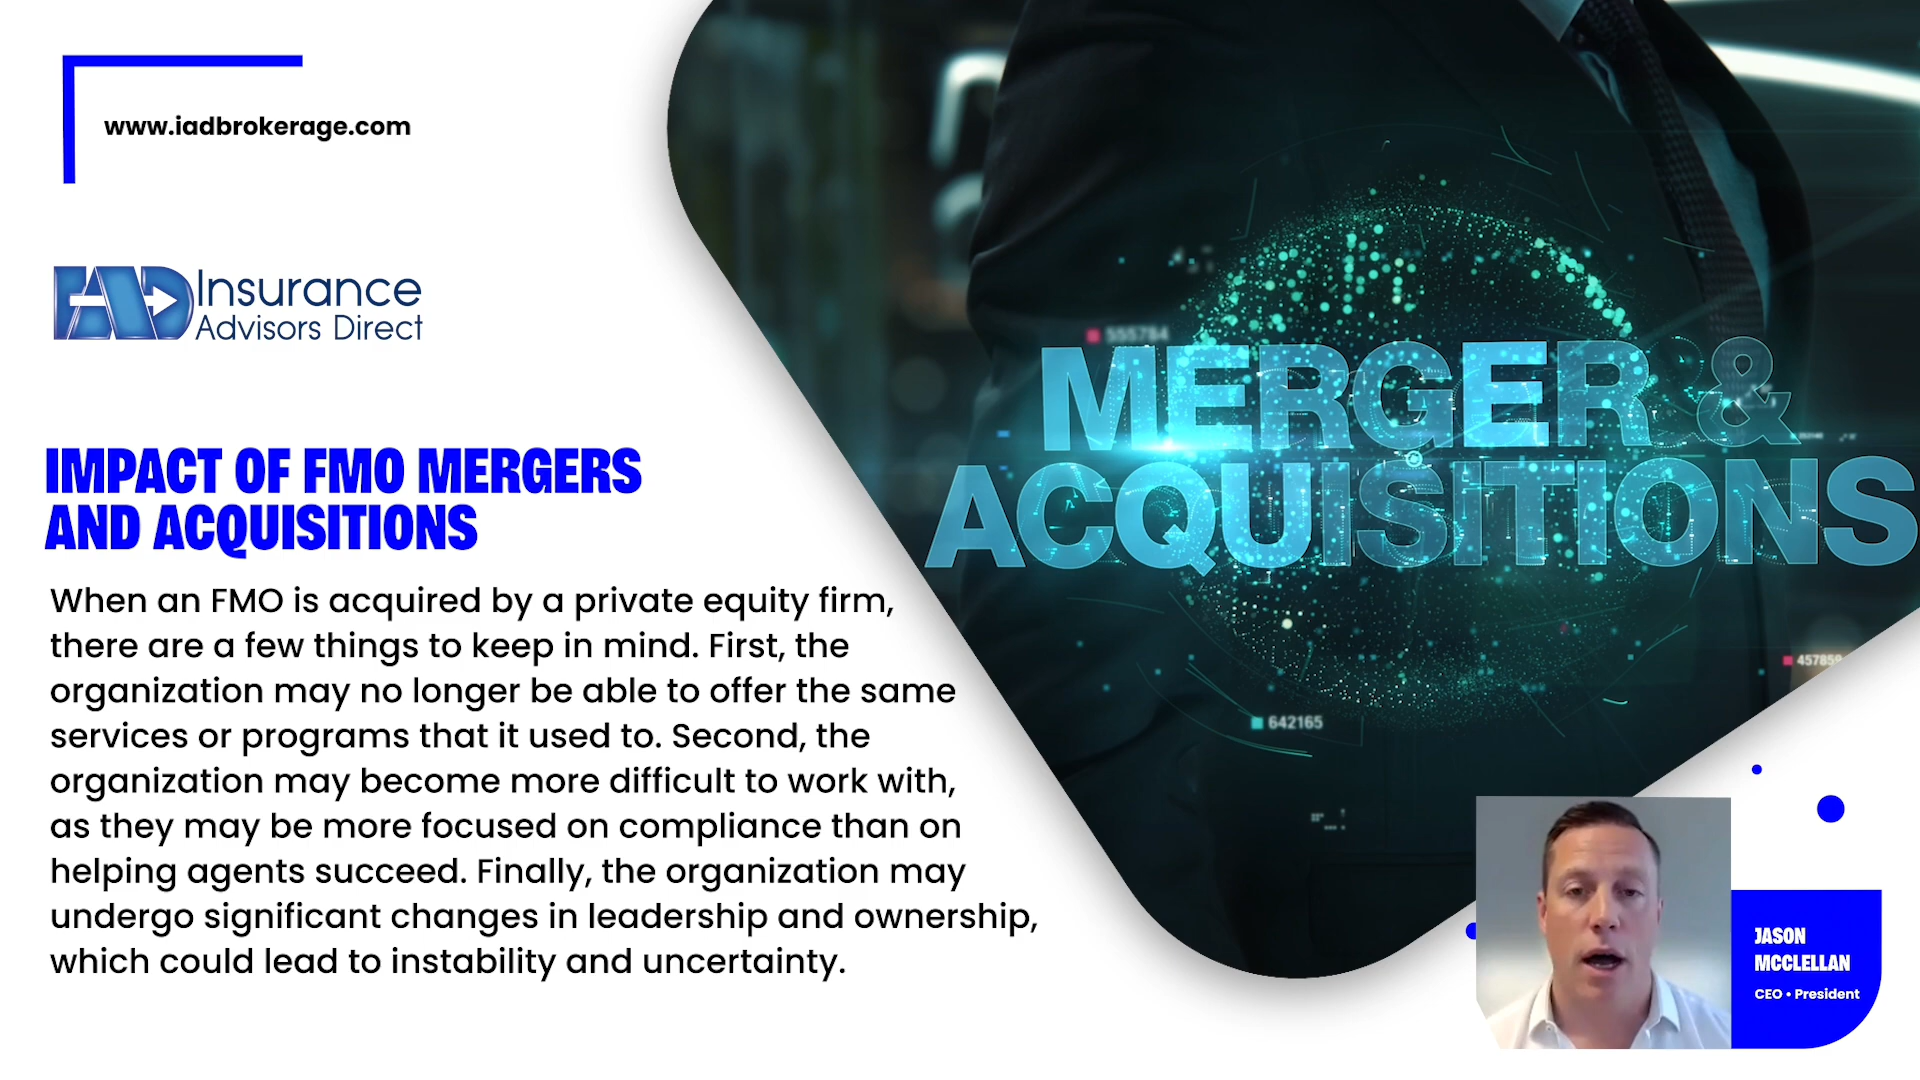 www.iadbrokerage.com
IAD Insurance
Advisors Direct
IMPACT OF FMO MERGERS
AND ACQUISITIONS
When an FMO is acquired by a private equity firm,
there are a few things to keep in mind. First, the
organization may no longer be able to offer the same
services or programs that it used to. Second, the
organization may become more difficult to work with,
as they may be more focused on compliance than on
helping agents succeed. Finally, the organization may
undergo significant changes in leadership and ownership,
which could lead to instability and uncertainty.
555784
MERGER &
ACQUISITIONS
457859
642165
JASON
MCCLELLAN
CEO • President